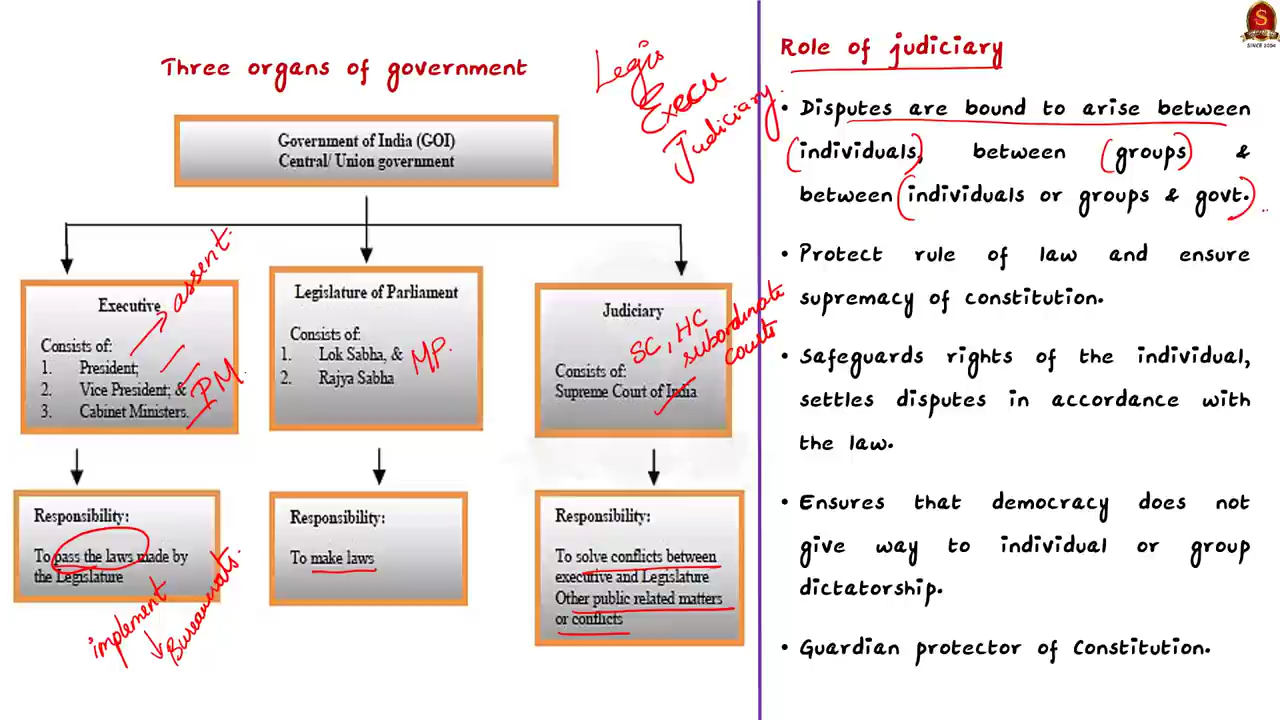 Three organs of government
Legis
Execu
Judiciary.
Government of India (GOI)
Central/ Union government
Executive
Consists of:
1. President;
2. Vice President; &
3. Cabinet Ministers.
assent.
PM.
Legislature of Parliament
Consists of:
1. Lok Sabha, &
2. Rajya Sabha
MP.
Judiciary
Consists of:
Supreme Court of India
SC, HC
subordinate
courts
Responsibility:
To pass the laws made by
the Legislature
implement
Bureaucrats.
Responsibility:
To make laws
Responsibility:
To solve conflicts between
executive and Legislature
Other public related matters
or conflicts
Role of judiciary
• Disputes are bound to arise between
individuals, between groups &
between individuals or groups & govt.
• Protect rule of law and ensure
supremacy of constitution.
• Safeguards rights of the individual,
settles disputes in accordance with
the law.
• Ensures that democracy does not
give way to individual or group
dictatorship.
• Guardian protector of Constitution.
S
SINCE 2004